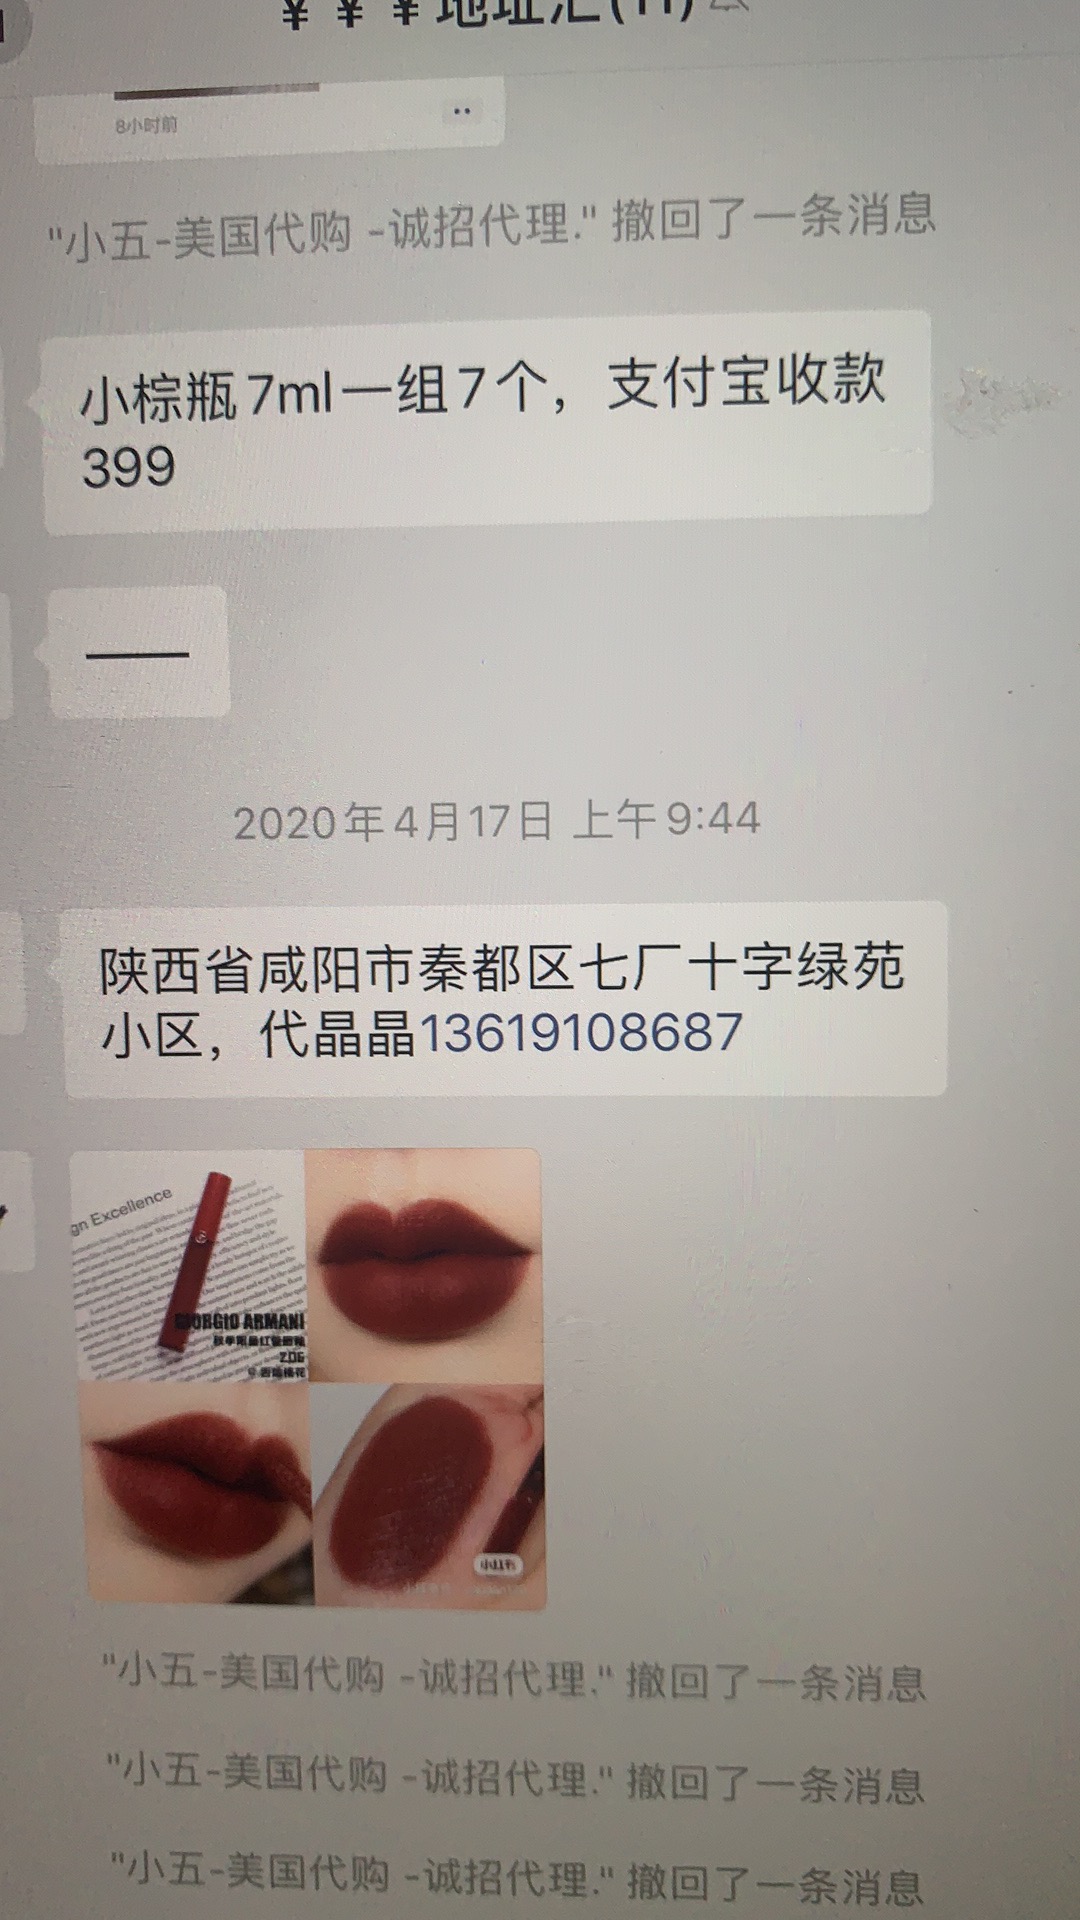 ¥ ¥ ¥地址汇(11)
8小时前
"小五-美国代购 -诚招代理." 撤回了一条消息
小棕瓶7ml一组7个，支付宝收款
399
——
2020年4月17日 上午9:44
陕西省咸阳市秦都区七厂十字绿苑
小区，代晶晶13619108687
gn Excellence
GIORGIO ARMANI
206
小红书
"小五-美国代购 -诚招代理." 撤回了一条消息
"小五-美国代购 -诚招代理." 撤回了一条消息
"小五-美国代购 -诚招代理." 撤回了一条消息